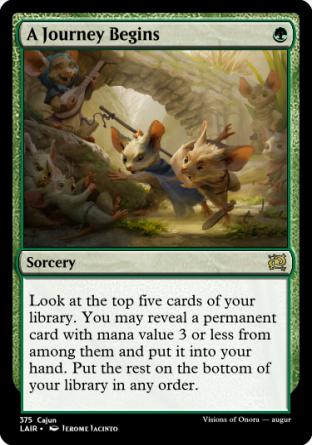 A Journey Begins
Sorcery
Look at the top five cards of your
library. You may reveal a permanent
card with mana value 3 or less from
among them and put it into your
hand. Put the rest on the bottom of
your library in any order.
375 Cajun
Visions of Onora — augur
LAIR • Jerome Jacinto